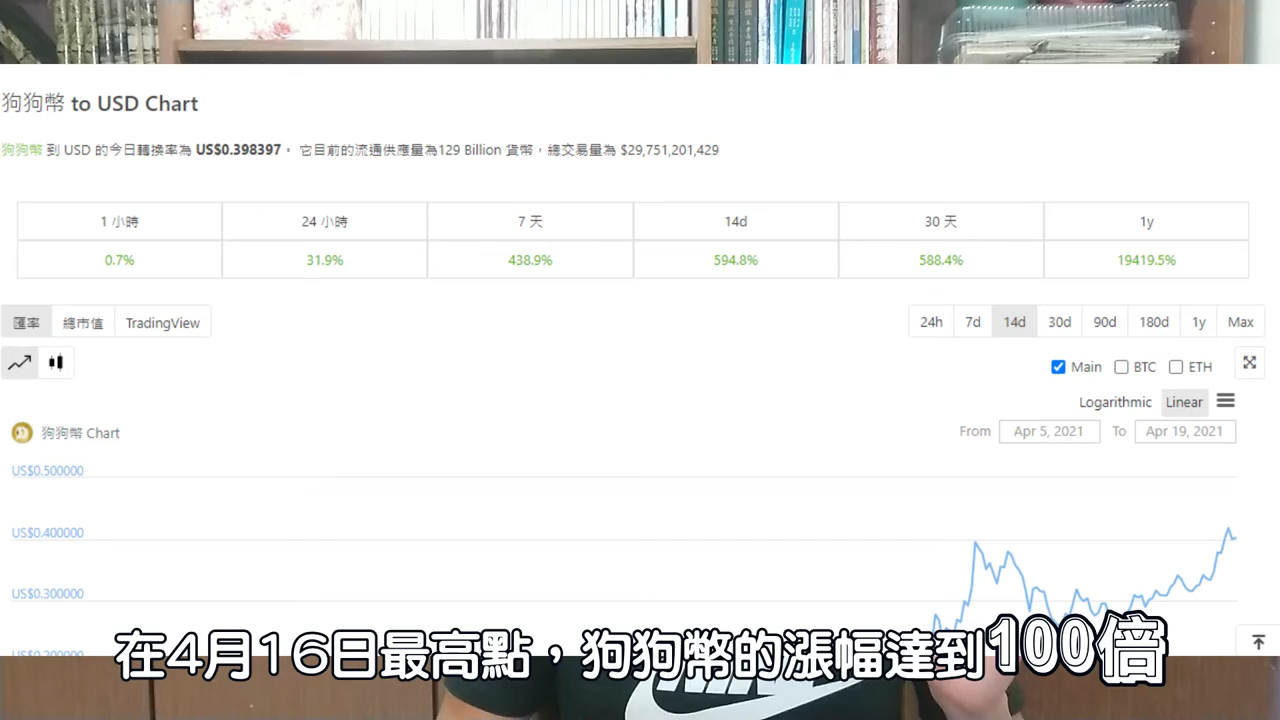 狗狗幣 to USD Chart
狗狗幣 到 USD 的今日轉換率為 US$0.398397。 它目前的流通供應量為129 Billion 貨幣，總交易量為 $29,751,201,429
1 小時 24 小時 7 天 14d 30 天 1y
0.7% 31.9% 438.9% 594.8% 588.4% 19419.5%
匯率 總市值 TradingView 24h 7d 14d 30d 90d 180d 1y Max
Main BTC ETH
Logarithmic Linear
狗狗幣 Chart From Apr 5, 2021 To Apr 19, 2021
US$0.500000
US$0.400000
US$0.300000
US$0.200000
在4月16日最高點，狗狗幣的漲幅達到100倍